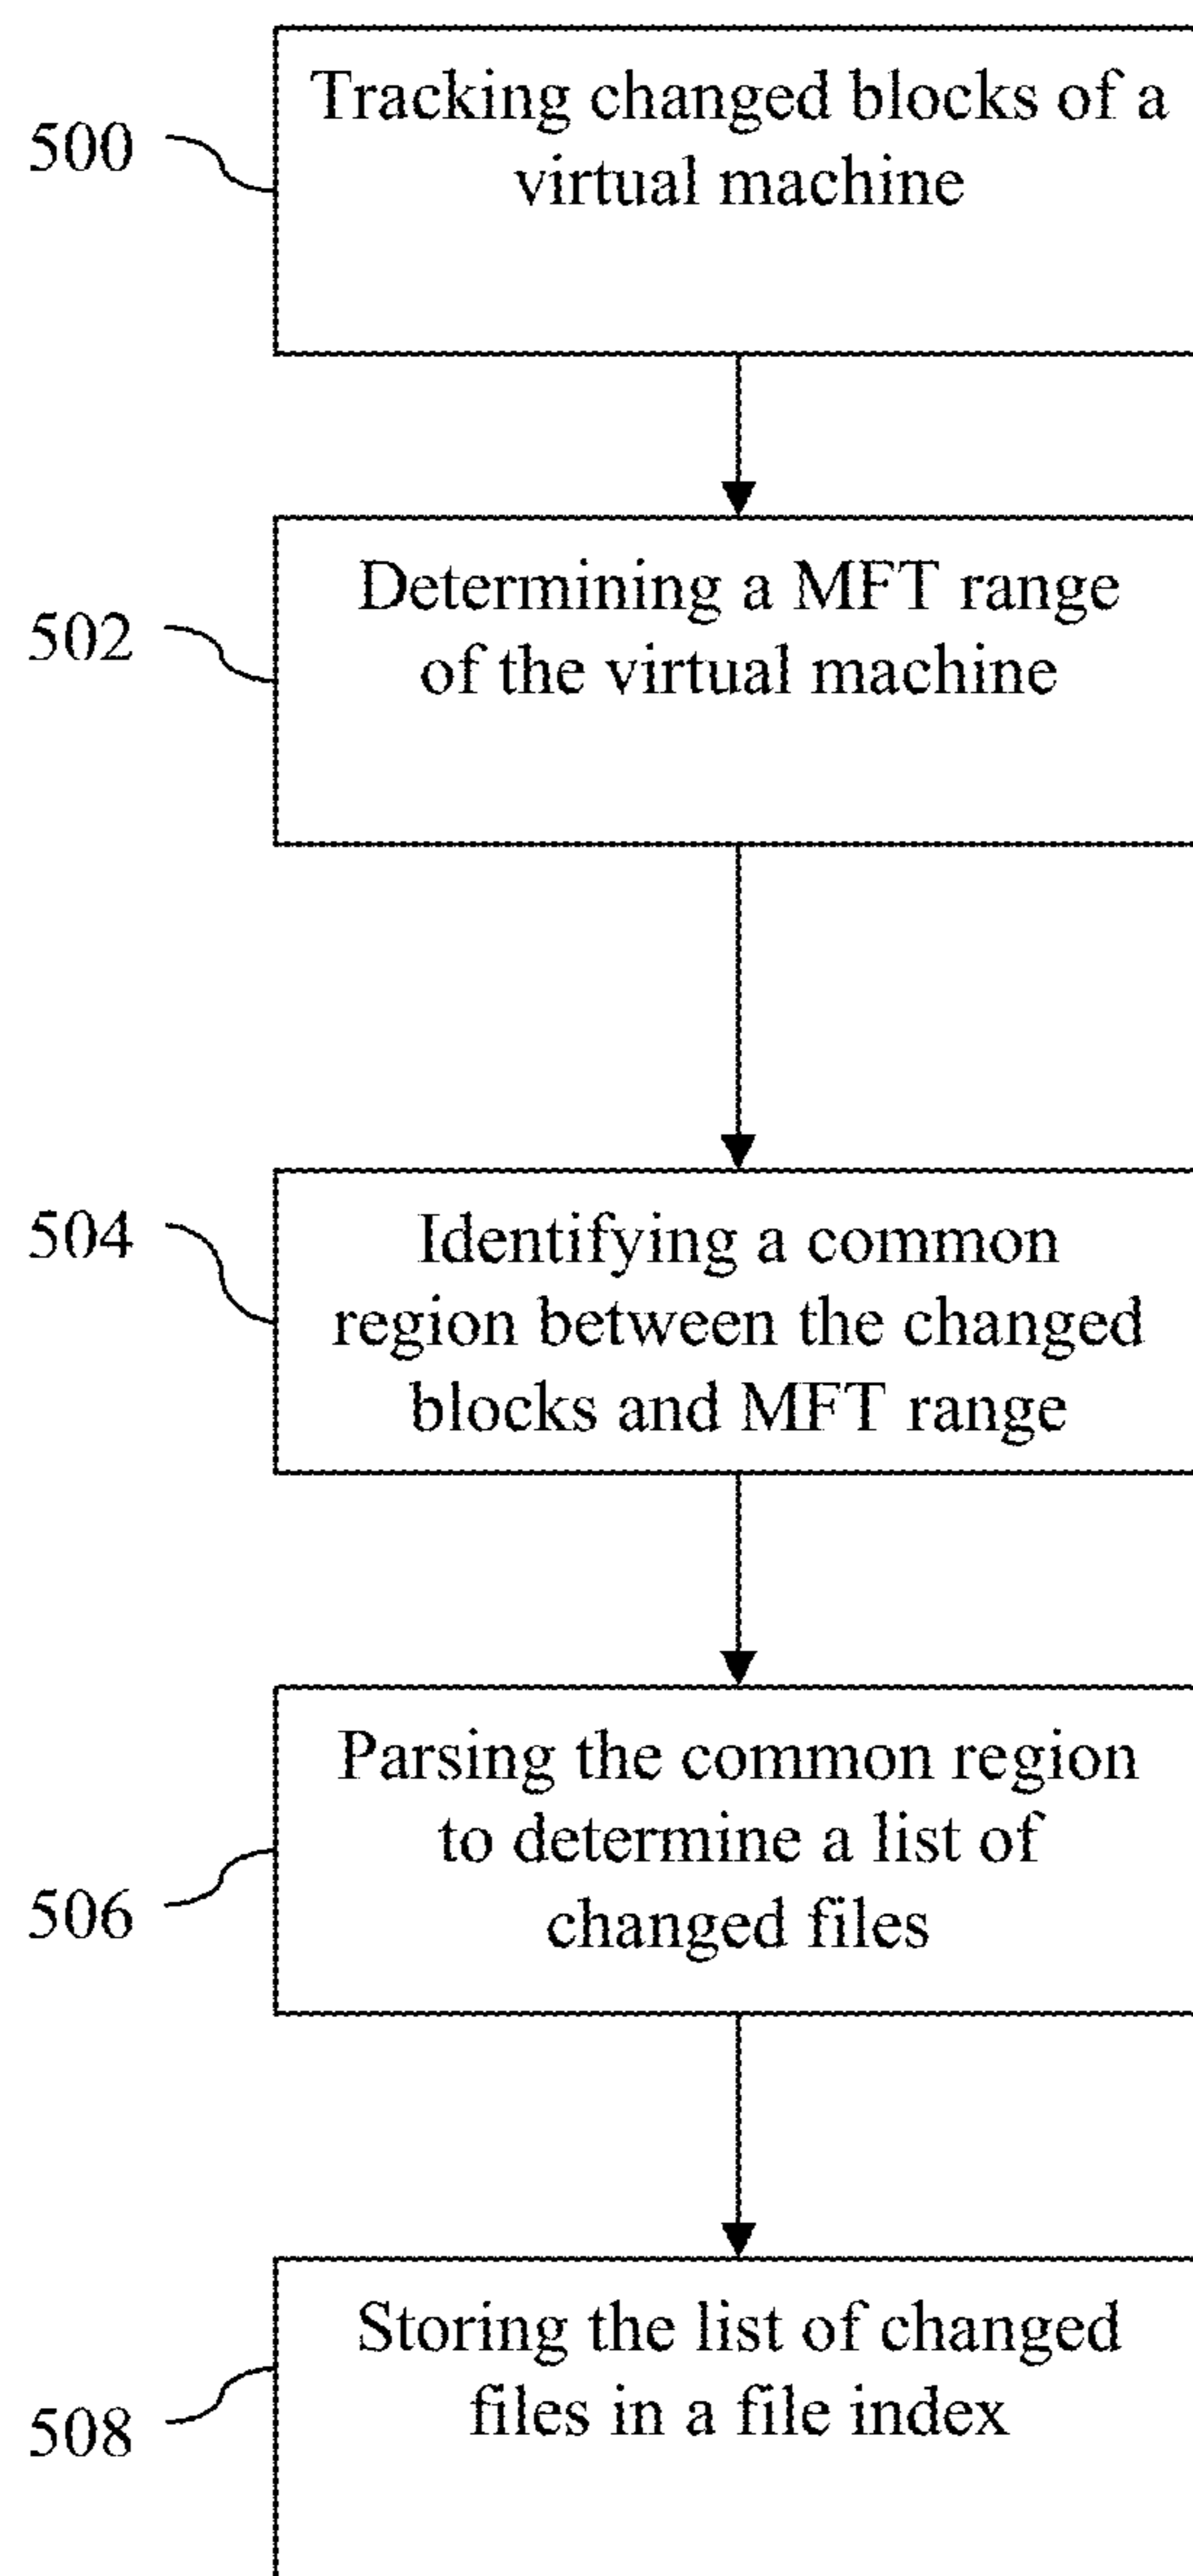 500
Tracking changed blocks of a
virtual machine
502
Determining a MFT range
of the virtual machine
504
Identifying a common
region between the changed
blocks and MFT range
506
Parsing the common region
to determine a list of
changed files
508
Storing the list of changed
files in a file index